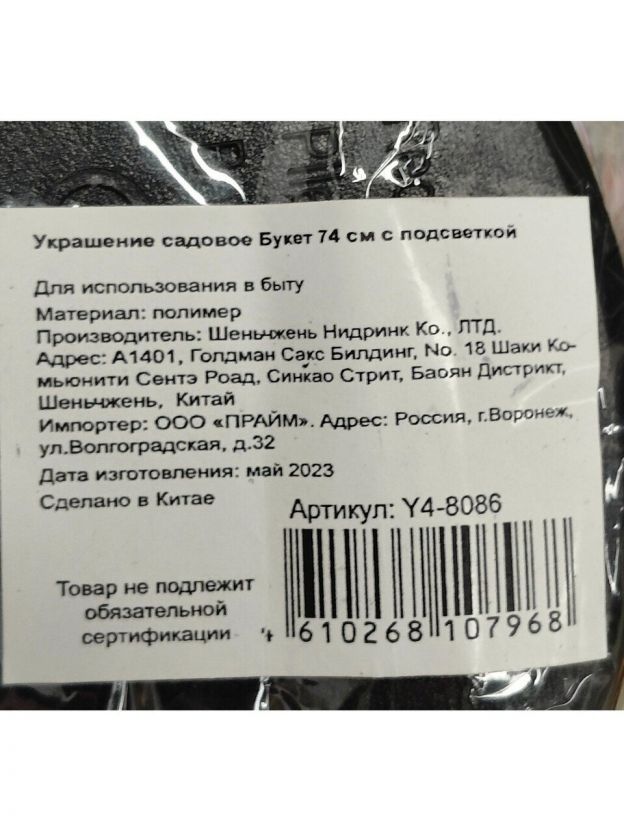 Украшение садовое Букет 74 см с подсветкой
Для использования в быту
Материал: полимер
Производитель: Шеньчжень Нидринк Ко., ЛТД.
Адрес: А1401, Голдман Сакс Билдинг, No. 18 Шаки Ко-
мьюнити Сентэ Роад, Синкао Стрит, Баоян Дистрикт,
Шеньчжень, Китай
Импортер: ООО «ПРАЙМ». Адрес: Россия, г.Воронеж,
ул.Волгоградская, д.32
Дата изготовления: май 2023
Сделано в Китае
Артикул: Y4-8086
Товар не подлежит
обязательной
сертификации
610268 107968